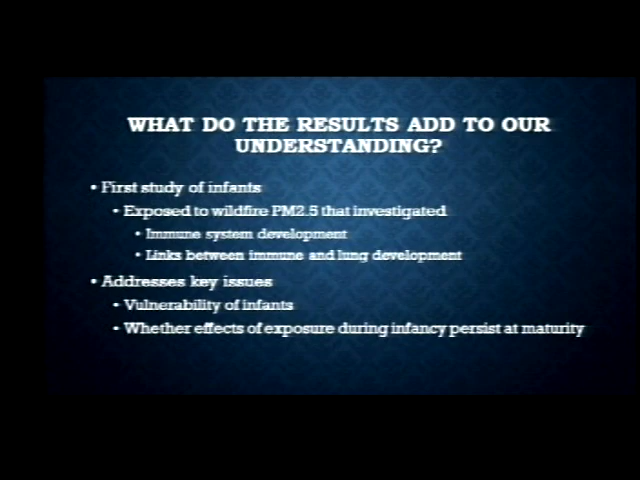 WHAT DO THE RESULTS ADD TO OUR
UNDERSTANDING?
• First study of infants
• Exposed to wildfire PM2.5 that investigated
• Immune system development
• Links between immune and lung development
• Addresses key issues
• Vulnerability of infants
• Whether effects of exposure during infancy persist at maturity